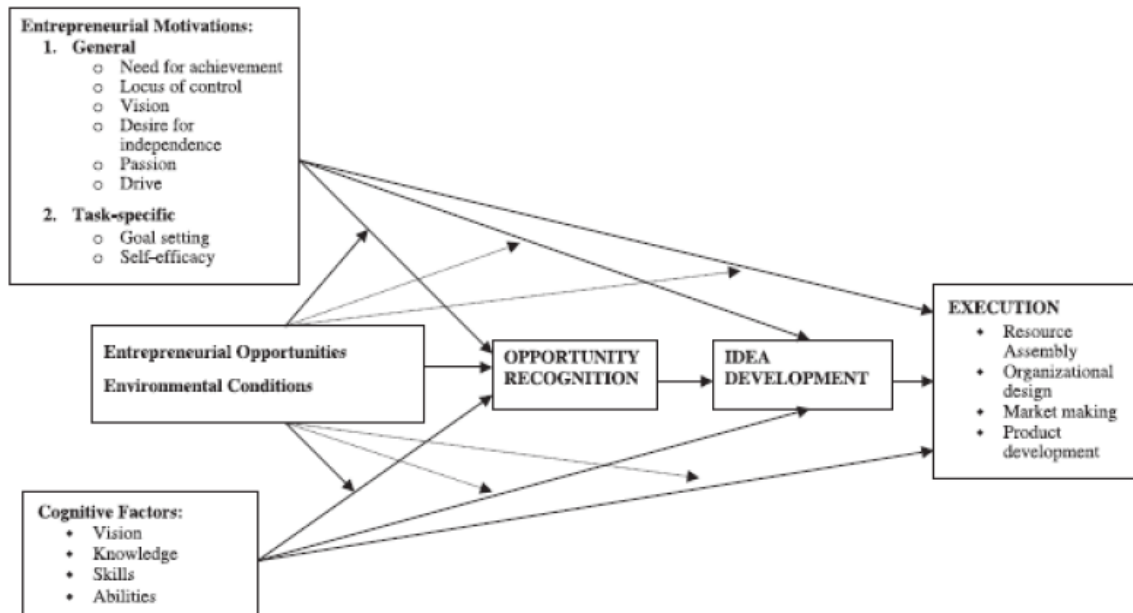 Entrepreneurial Motivations:
1. General
o Need for achievement
o Locus of control
o Vision
o Desire for
independence
o Passion
o Drive
2. Task-specific
o Goal setting
o Self-efficacy
Entrepreneurial Opportunities
Environmental Conditions
OPPORTUNITY
RECOGNITION
IDEA
DEVELOPMENT
EXECUTION
• Resource
Assembly
• Organizational
design
• Market making
• Product
development
Cognitive Factors:
• Vision
• Knowledge
• Skills
• Abilities